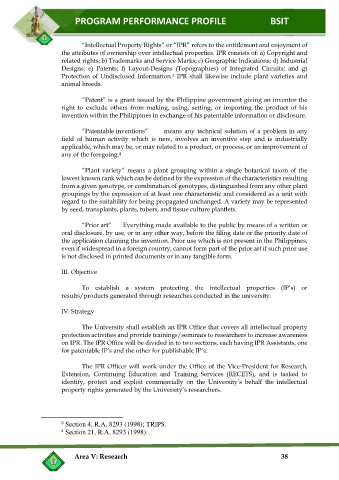 PROGRAM PERFORMANCE PROFILE BSIT
"Intellectual Property Rights" or "IPR" refers to the entitlement and enjoyment of
the attributes of ownership over intellectual properties. IPR consists of: a) Copyright and
related rights; b) Trademarks and Service Marks; c) Geographic Indications; d) Industrial
Designs; e) Patents; f) Layout-Designs (Topographies) of Integrated Circuits; and g)
Protection of Undisclosed Information.³ IPR shall likewise include plant varieties and
animal breeds.
"Patent" is a grant issued by the Philippine government giving an inventor the
right to exclude others from making, using, setting, or importing the product of his
invention within the Philippines in exchange of his patentable information or disclosure.
"Patentable inventions" means any technical solution of a problem in any
field of human activity which is new, involves an inventive step and is industrially
applicable, which may be, or may related to a product, or process, or an improvement of
any of the foregoing.⁴
"Plant variety" means a plant grouping within a single botanical taxon of the
lowest known rank which can be defined by the expression of the characteristics resulting
from a given genotype, or combination of genotypes, distinguished from any other plant
groupings by the expression of at least one characteristic and considered as a unit with
regard to the suitability for being propagated unchanged. A variety may be represented
by seed, transplants, plants, tubers, and tissue culture plantlets.
"Prior art" Everything made available to the public by means of a written or
oral disclosure, by use, or in any other way, before the filing date or the priority date of
the application claiming the invention. Prior use which is not present in the Philippines,
even if widespread in a foreign country, cannot form part of the prior art if such prior use
is not disclosed in printed documents or in any tangible form.
III. Objective
To establish a system protecting the intellectual properties (IP's) or
results/products generated through researches conducted in the university.
IV. Strategy
The University shall establish an IPR Office that covers all intellectual property
protection activities and provide trainings/seminars to researchers to increase awareness
on IPR. The IPR Office will be divided in to two sections, each having IPR Assistants, one
for patentable IP's and the other for publishable IP's,
The IPR Officer will work under the Office of the Vice-President for Research,
Extension, Continuing Education and Training Services (RECETS), and is tasked to
identify, protect and exploit commercially on the University's behalf the intellectual
property rights generated by the University's researchers.
³ Section 4, R.A. 8293 (1998); TRIPS.
⁴ Section 21, R.A. 8293 (1998).
Area V: Research 38